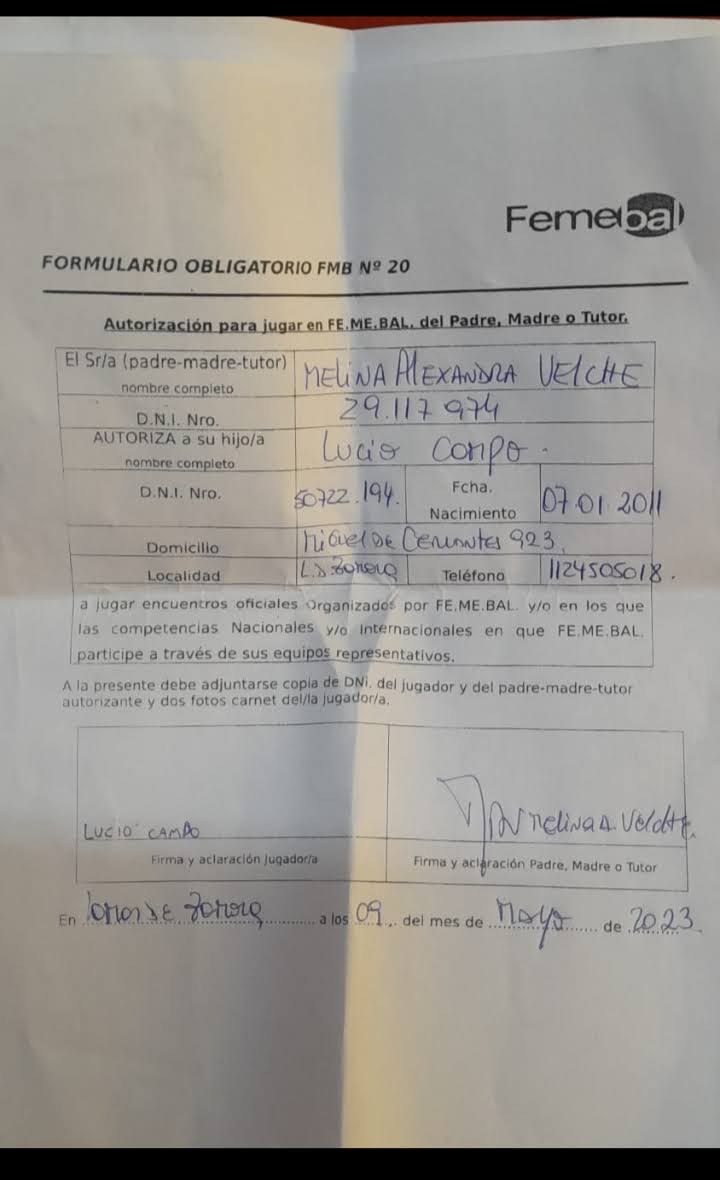 Femebal
FORMULARIO OBLIGATORIO FMB Nº 20
Autorización para jugar en FE.ME.BAL. del Padre, Madre o Tutor.
El Sr/a (padre-madre-tutor) nombre completo MELINA ALEXANDRA VELCHE
D.N.I. Nro. 29.117 974
AUTORIZA a su hijo/a nombre completo Lucio Campo.
D.N.I. Nro. 50722.194. Fcha. Nacimiento 07.01.2011
Domicilio Miguel De Cervantes 923.
Localidad L.D.Zamora Teléfono 1124505018.
a jugar encuentros oficiales Organizados por FE.ME.BAL. y/o en los que
las competencias Nacionales y/o Internacionales en que FE.ME.BAL.
participe a través de sus equipos representativos.
A la presente debe adjuntarse copia de DNi. del jugador y del padre-madre-tutor
autorizante y dos fotos carnet del/la jugador/a.
LUCIO CAMPO
Melina A. Velche.
Firma y aclaración Jugador/a
Firma y aclaración Padre, Madre o Tutor
En Lomas de Zamora a los 09 del mes de Mayo de 2023